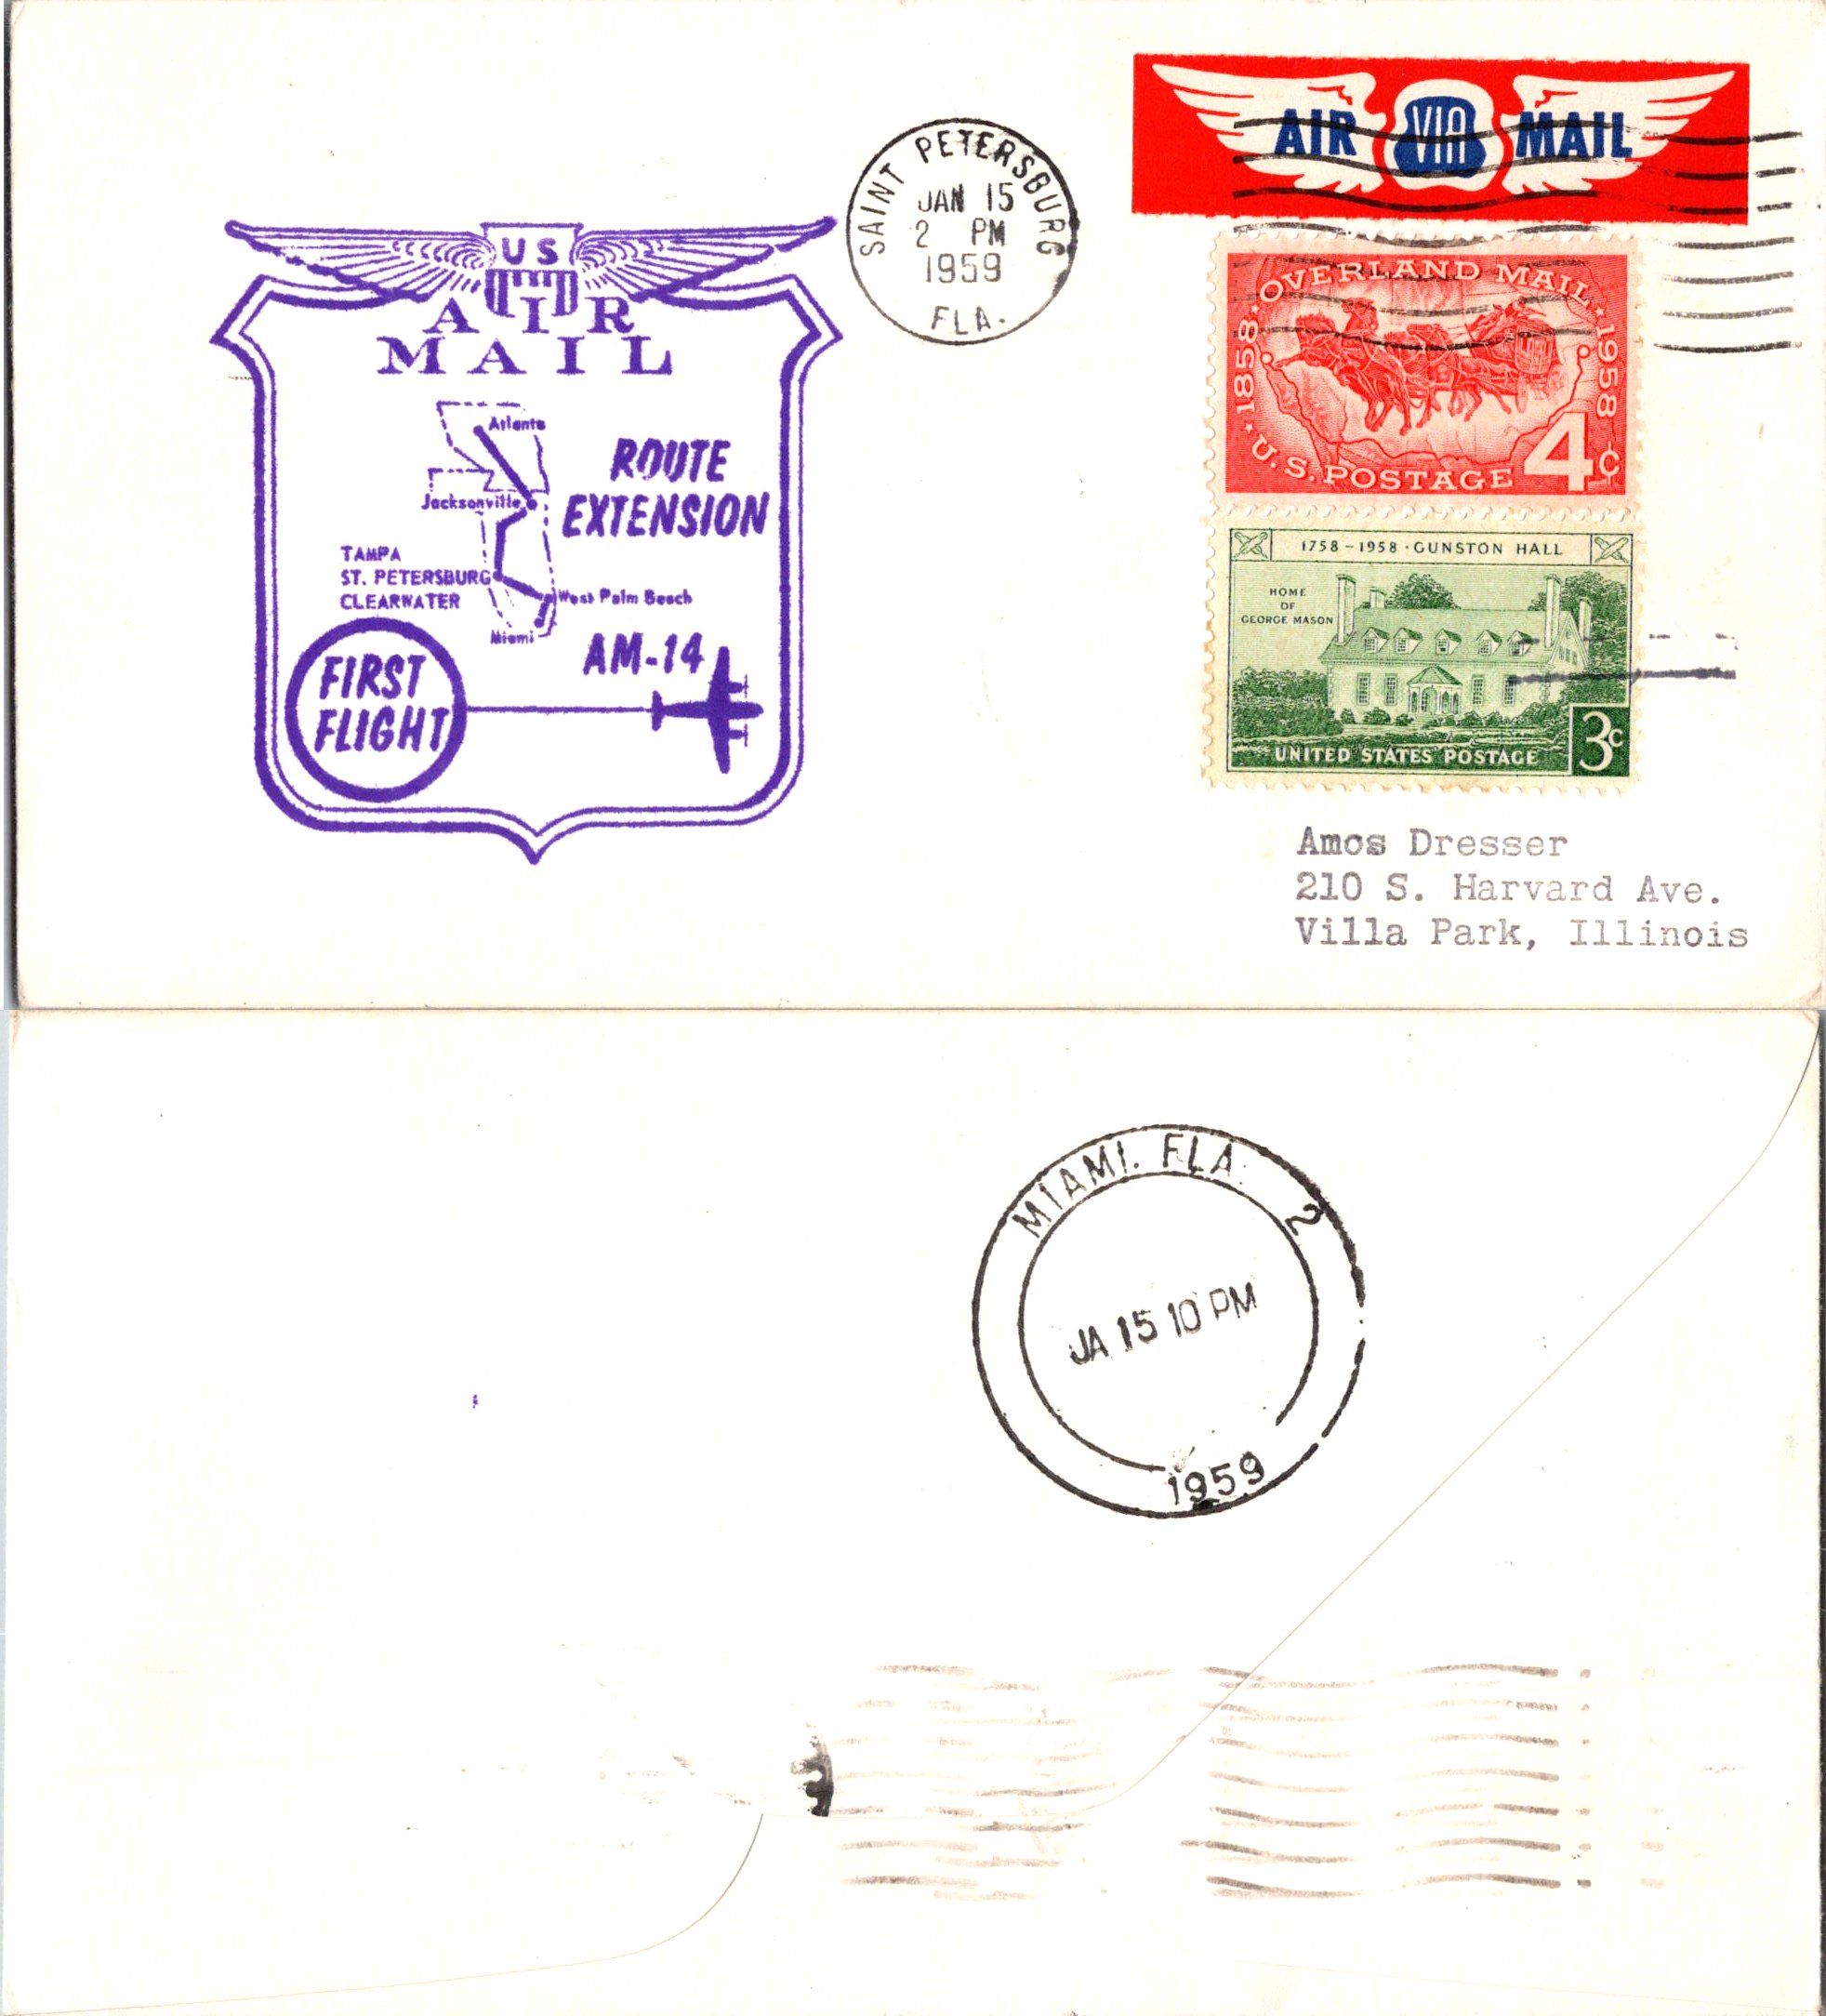 US
AIR
MAIL
Atlanta
ROUTE
EXTENSION
Jacksonville
TAMPA
ST. PETERSBURG
CLEARWATER
West Palm Beach
Miami
AM-14
FIRST
FLIGHT
SAINT PETERSBURG
JAN 15
2 PM
1959
FLA.
AIR VIA MAIL
OVERLAND MAIL
1858 1958
U.S. POSTAGE 4c
1758-1958·GUNSTON HALL
HOME
OF
GEORGE MASON
UNITED STATES POSTAGE 3c
Amos Dresser
210 S. Harvard Ave.
Villa Park, Illinois
MIAMI. FLA. 2
JA 15 10 PM
1959